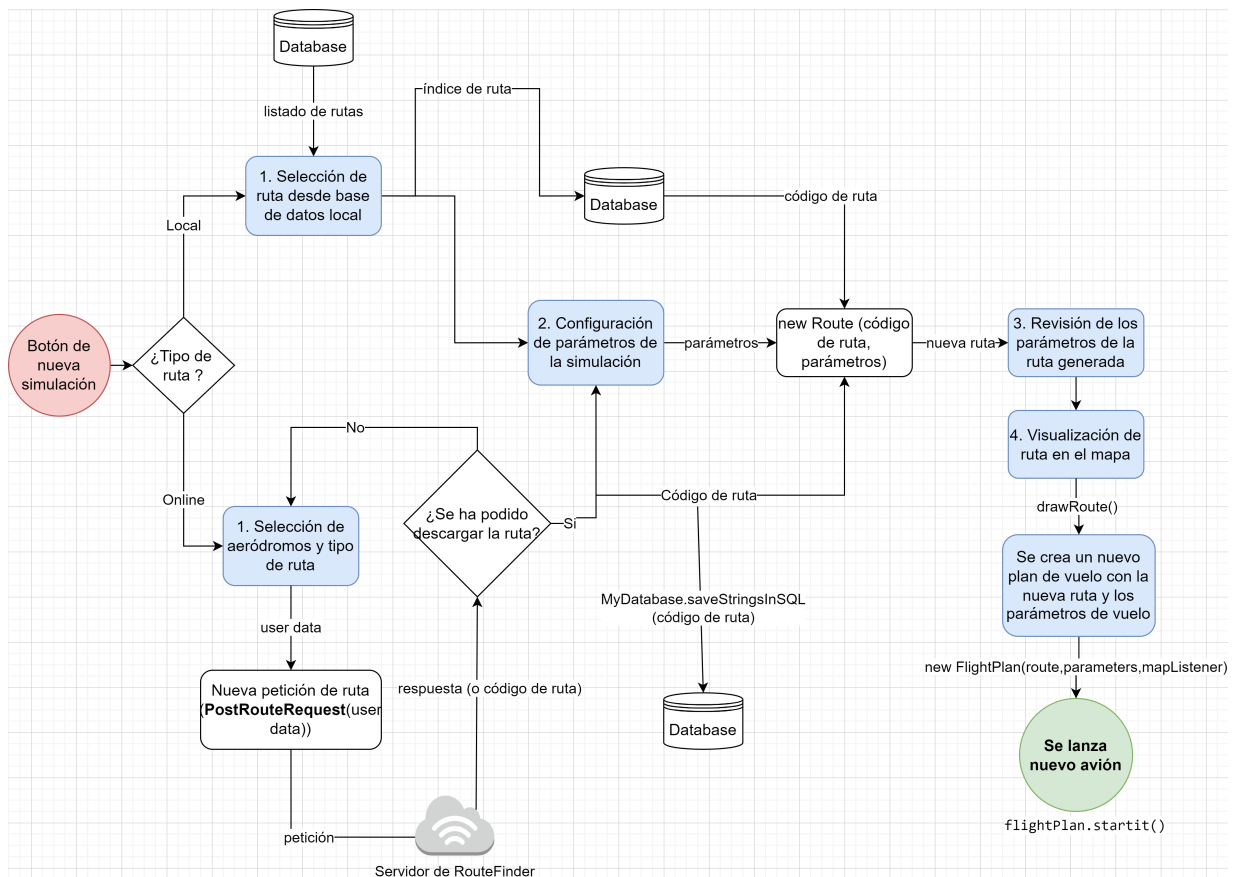 Database
índice de ruta
listado de rutas
1. Selección de
ruta desde base
de datos local
Database
código de ruta
Local
2. Configuración
de parámetros de
la simulación
parámetros
new Route (código
de ruta,
parámetros)
nueva ruta
3. Revisión de los
parámetros de la
ruta generada
Botón de
nueva
simulación
¿Tipo de
ruta ?
No
4. Visualización de
ruta en el mapa
Online
Código de ruta
drawRoute()
¿Se ha podido
descargar la ruta?
Si
1. Selección de
aeródromos y tipo
de ruta
Se crea un nuevo
plan de vuelo con la
nueva ruta y los
parámetros de vuelo
MyDatabase.saveStringsInSQL
(código de ruta)
user data
new FlightPlan(route,parameters,mapListener)
respuesta (o código de ruta)
Nueva petición de ruta
(PostRouteRequest(user
data))
Database
Se lanza
nuevo avión
flightPlan.startit()
petición
Servidor de RouteFinder